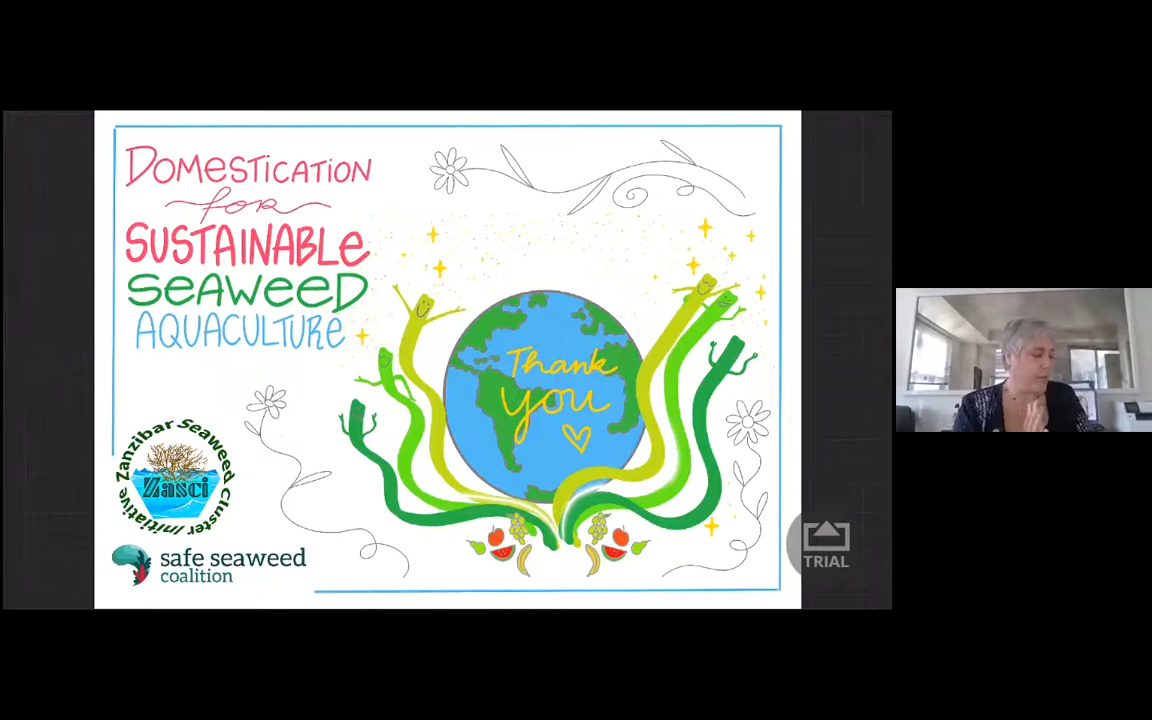 Domestication
for
SUSTAINABLE
SEAWEED
AQUACULTURE
Thank
you
Zanzibar Seaweed Cluster Initiative
Zasci
safe seaweed
coalition
TRIAL